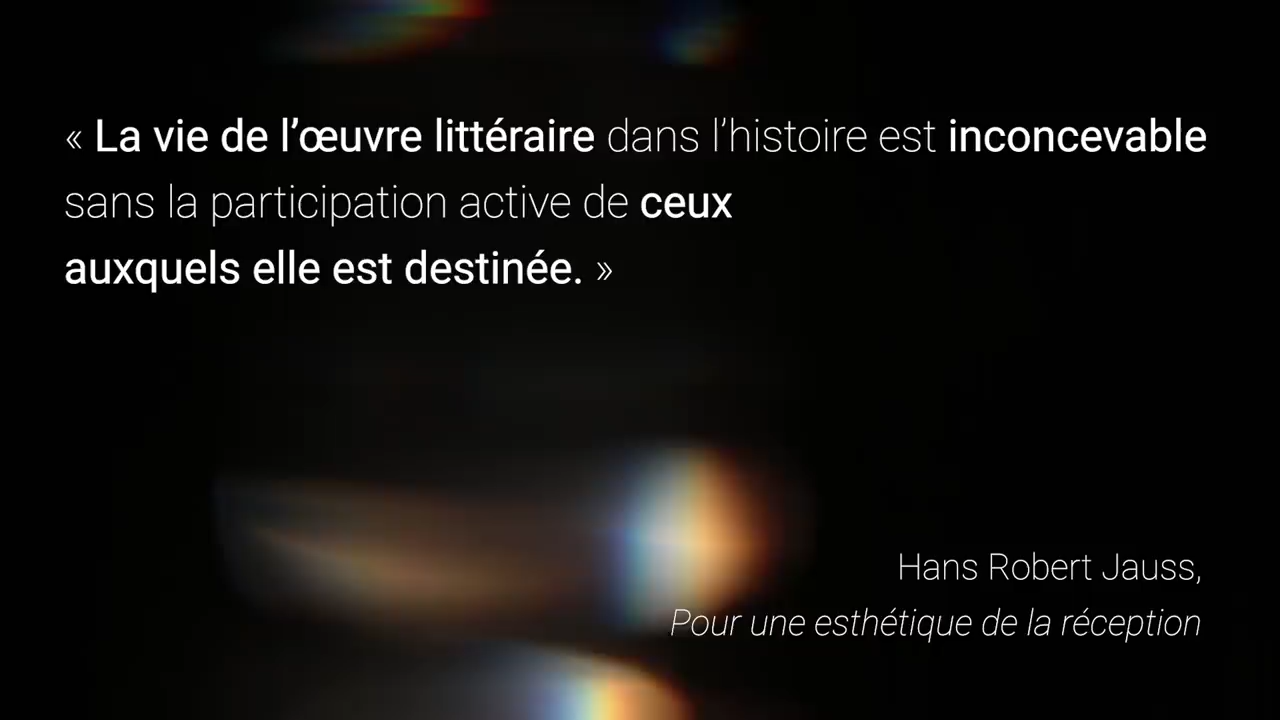 « La vie de l’œuvre littéraire dans l’histoire est inconcevable
sans la participation active de ceux
auxquels elle est destinée. »
Hans Robert Jauss,
Pour une esthétique de la réception